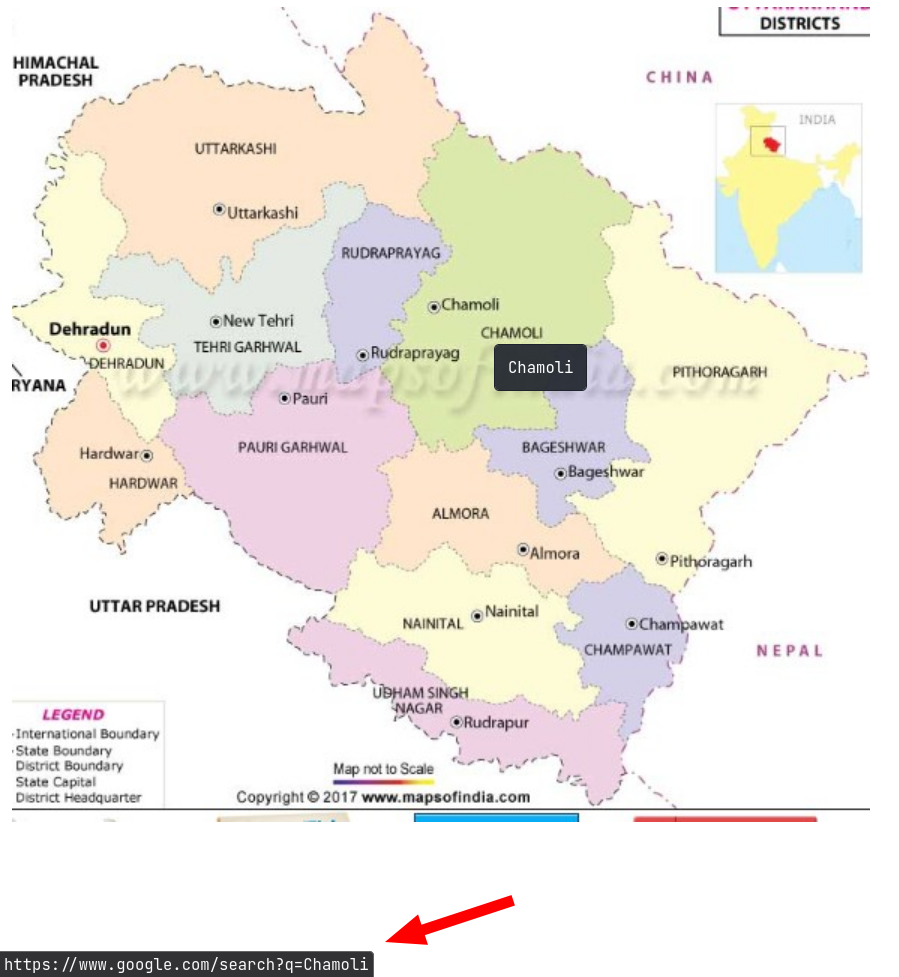 DISTRICTS
HIMACHAL
PRADESH
CHINA
INDIA
UTTARKASHI
Uttarkashi
RUDRAPRAYAG
Chamoli
New Tehri
CHAMOLI
Dehradun
TEHRI GARHWAL
Rudraprayag
DEHRADUN
Chamoli
PITHORAGARH
RYANA
www.mapsofindia.com
Pauri
Hardwar
PAURI GARHWAL
BAGESHWAR
Bageshwar
HARDWAR
ALMORA
Almora
Pithoragarh
UTTAR PRADESH
Nainital
NAINITAL
Champawat
CHAMPAWAT
NEPAL
UDHAM SINGH
NAGAR
Rudrapur
LEGEND
International Boundary
State Boundary
District Boundary
State Capital
District Headquarter
Map not to Scale
Copyright © 2017 www.mapsofindia.com
https://www.google.com/search?q=Chamoli